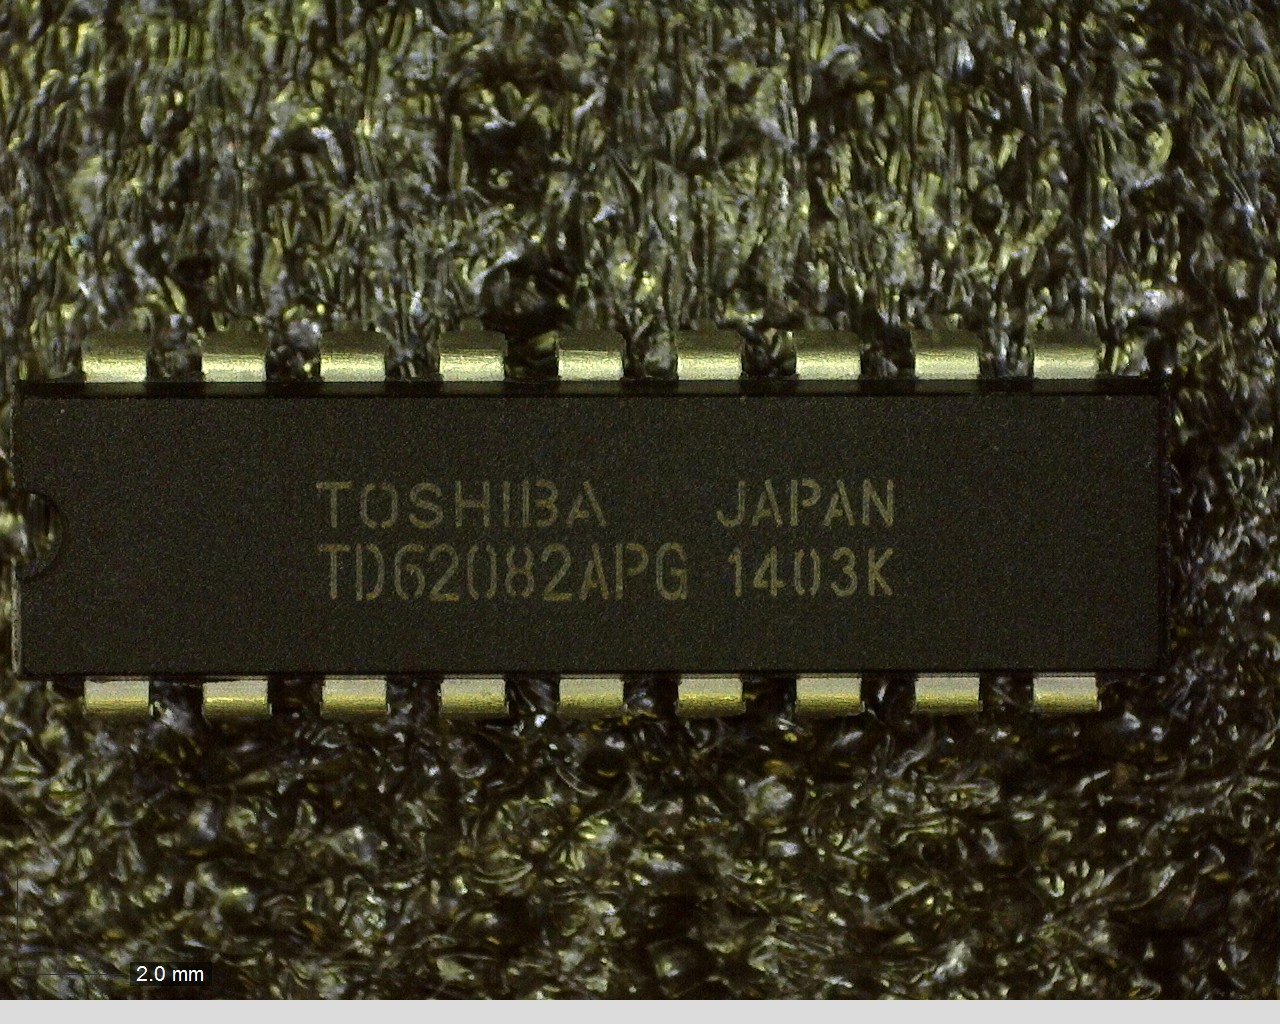 TOSHIBA JAPAN
TD62082APG 1403K
2.0 mm